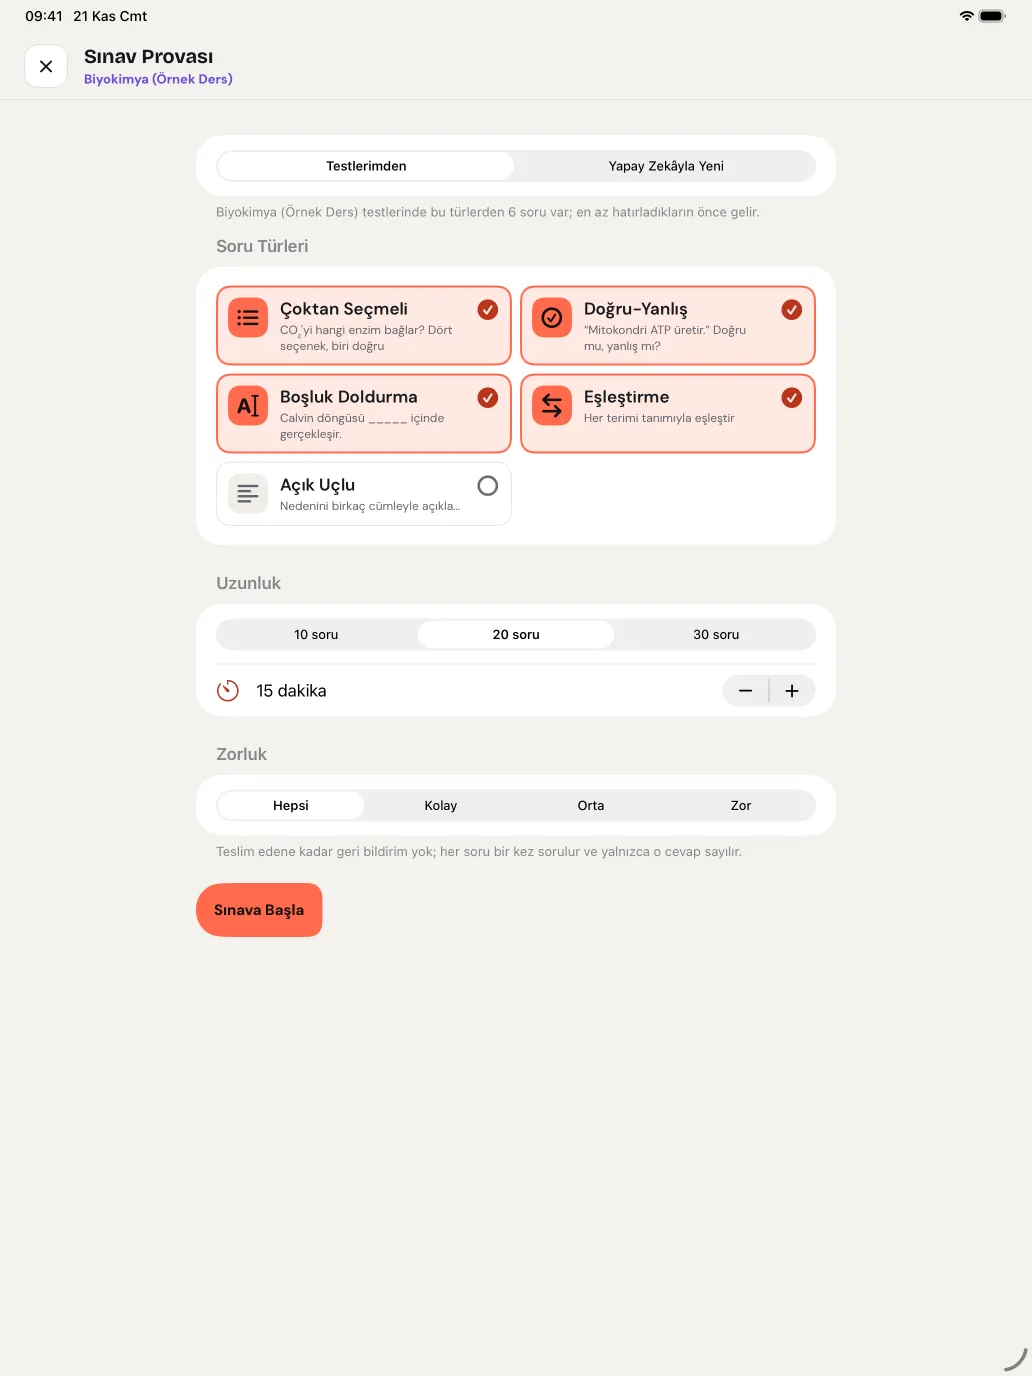 09:41 21 Kas Cmt
Sınav Provası
Biyokimya (Örnek Ders)
Testlerimden
Yapay Zekâyla Yeni
Biyokimya (Örnek Ders) testlerinde bu türlerden 6 soru var; en az hatırladıkların önce gelir.
Soru Türleri
Çoktan Seçmeli
CO₂'yi hangi enzim bağlar? Dört
seçenek, biri doğru
Doğru-Yanlış
“Mitokondri ATP üretir.” Doğru
mu, yanlış mı?
Boşluk Doldurma
Calvin döngüsü _____ içinde
gerçekleşir.
Eşleştirme
Her terimi tanımıyla eşleştir
Açık Uçlu
Nedenini birkaç cümleyle açıkla…
Uzunluk
10 soru
20 soru
30 soru
15 dakika
Zorluk
Hepsi
Kolay
Orta
Zor
Teslim edene kadar geri bildirim yok; her soru bir kez sorulur ve yalnızca o cevap sayılır.
Sınava Başla